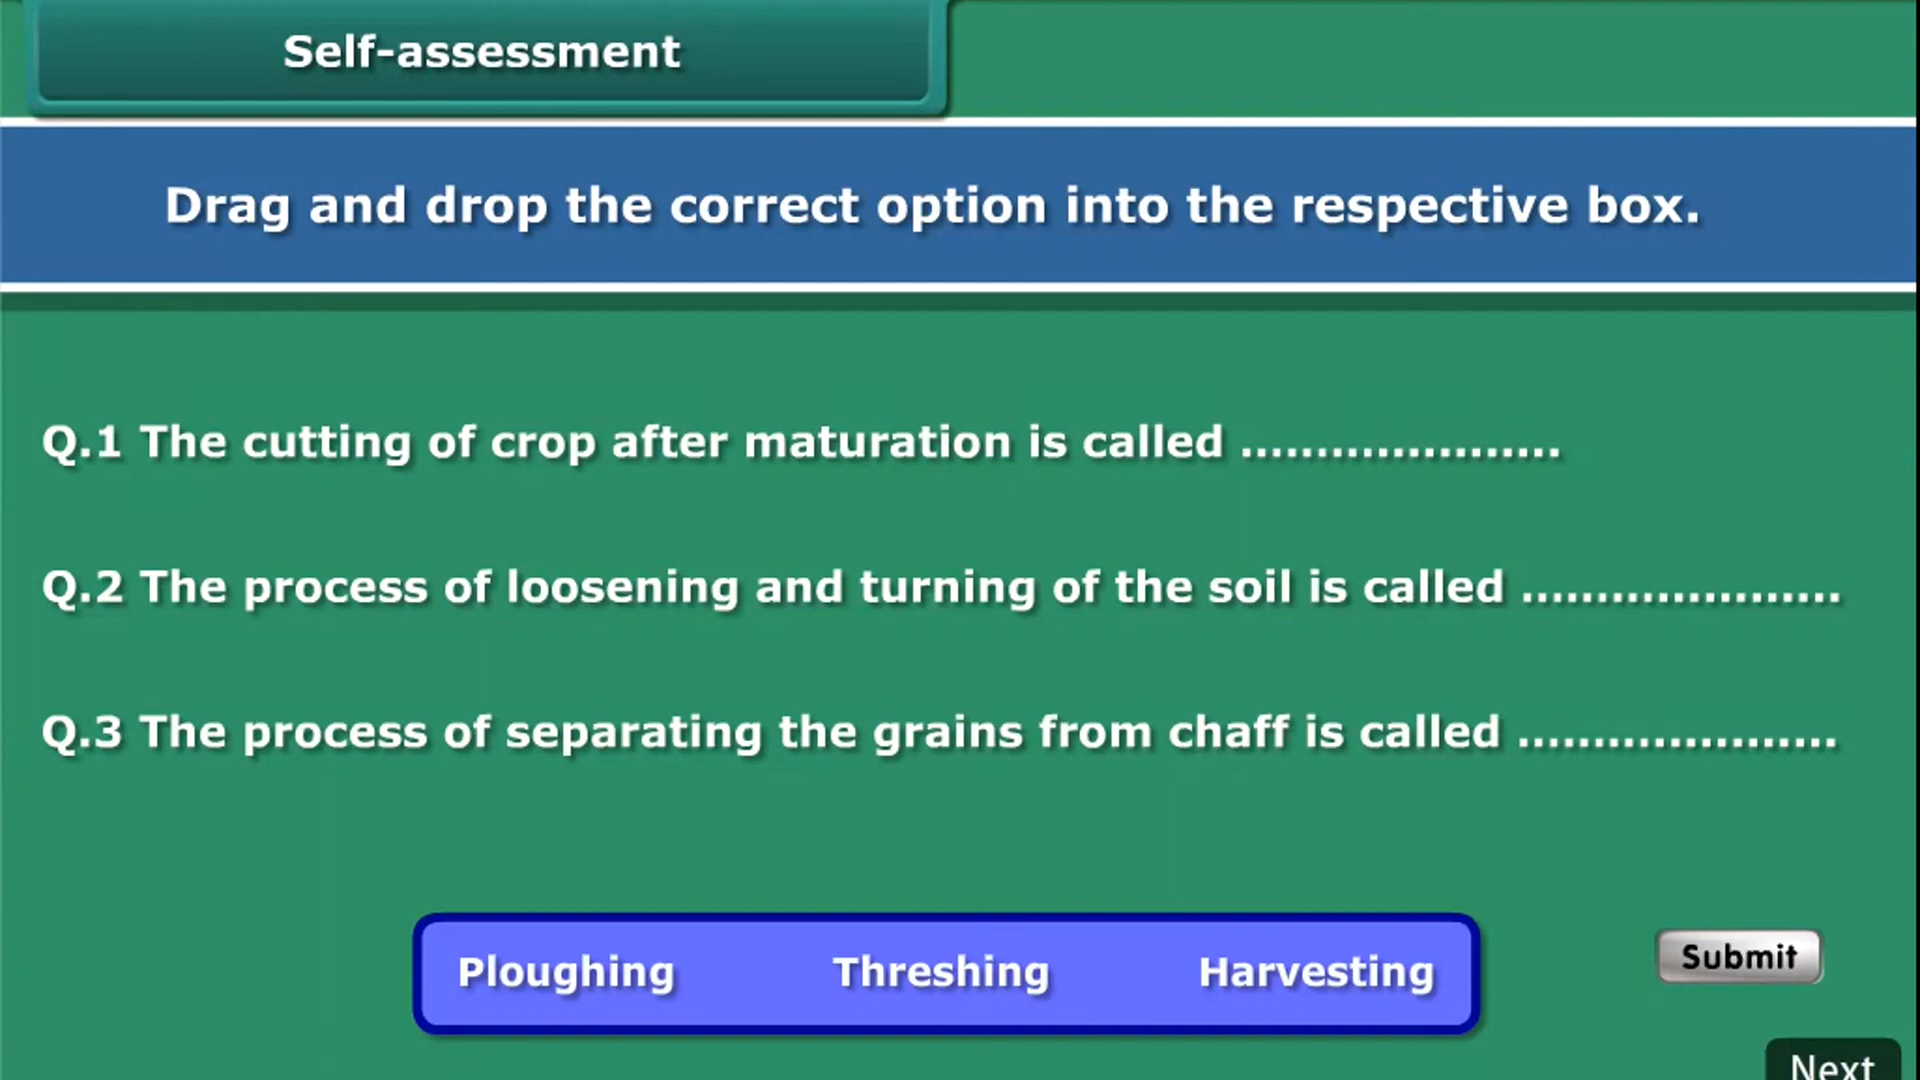 Self-assessment
Drag and drop the correct option into the respective box.
Q.1 The cutting of crop after maturation is called .....................
Q.2 The process of loosening and turning of the soil is called .....................
Q.3 The process of separating the grains from chaff is called .....................
Ploughing Threshing Harvesting
Submit
Next